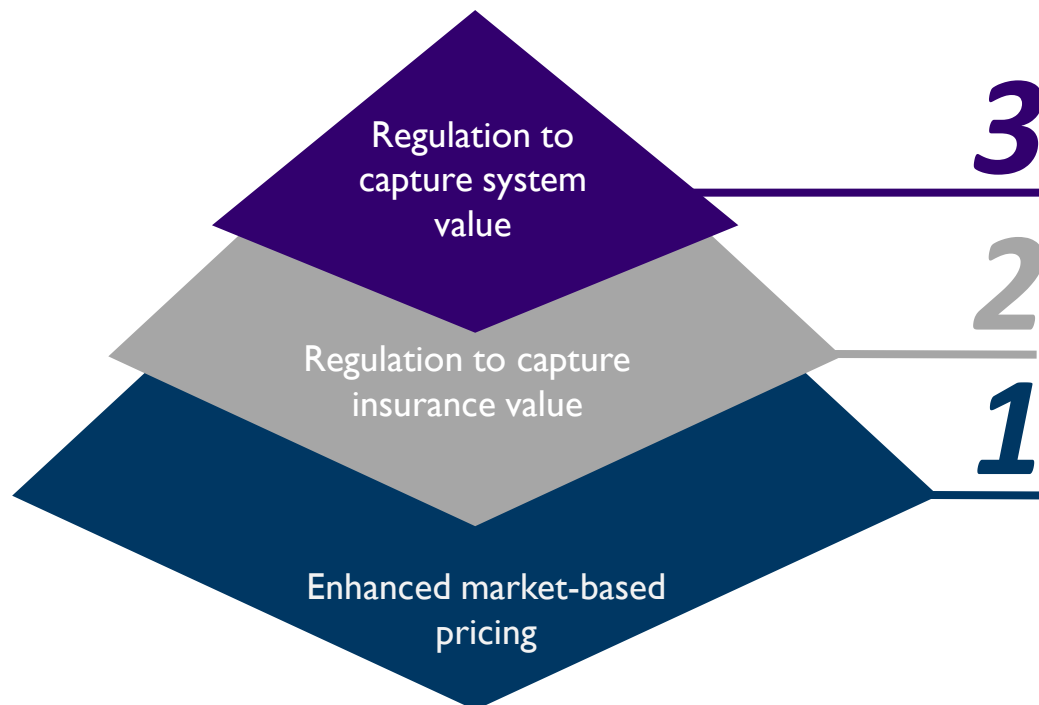 Regulation to
capture system
value
3
2
Regulation to capture
insurance value
1
Enhanced market-based
pricing